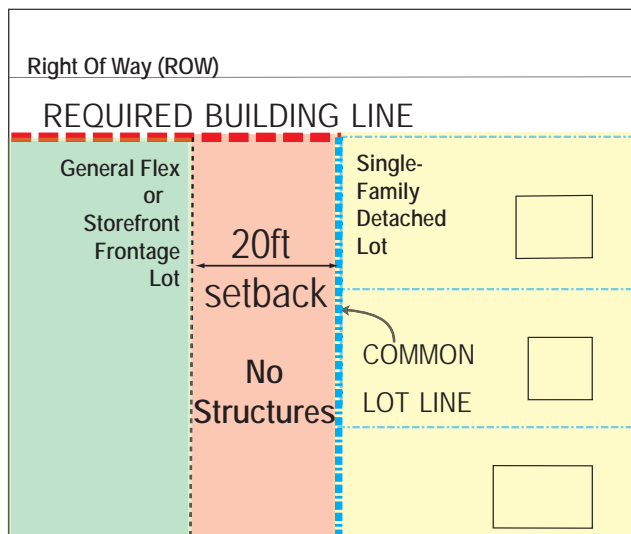 Right Of Way (ROW)
REQUIRED BUILDING LINE
General Flex
or
Storefront
Frontage
Lot
20ft
setback
No
Structures
Single-
Family
Detached
Lot
COMMON
LOT LINE